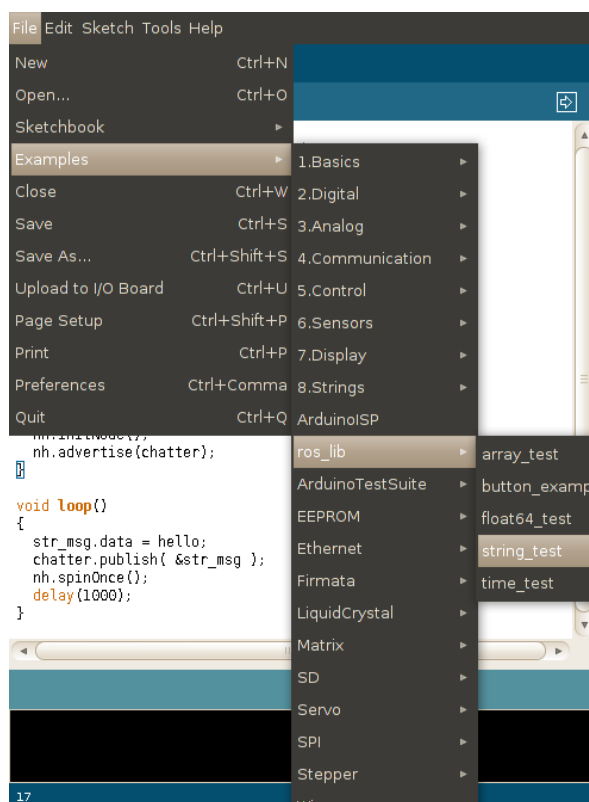 File Edit Sketch Tools Help
New Ctrl+N
Open... Ctrl+O
Sketchbook
Examples
Close Ctrl+W
Save Ctrl+S
Save As... Ctrl+Shift+S
Upload to I/O Board Ctrl+U
Page Setup Ctrl+Shift+P
Print Ctrl+P
Preferences Ctrl+Comma
Quit Ctrl+Q
1.Basics
2.Digital
3.Analog
4.Communication
5.Control
6.Sensors
7.Display
8.Strings
ArduinoISP
ros_lib
ArduinoTestSuite
EEPROM
Ethernet
Firmata
LiquidCrystal
Matrix
SD
Servo
SPI
Stepper
array_test
button_examp
float64_test
string_test
time_test
nh.initNode();
nh.advertise(chatter);
}
void loop()
{
str_msg.data = hello;
chatter.publish( &str_msg );
nh.spinOnce();
delay(1000);
}
17